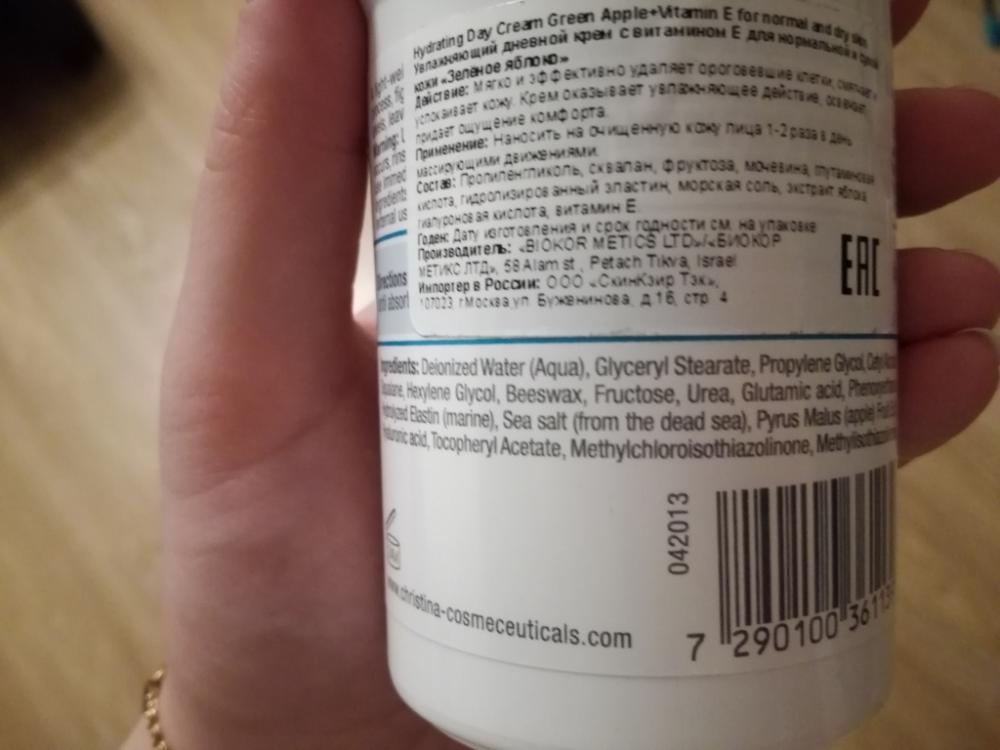 Hydrating Day Cream Green Apple+Vitamin E for normal and dry skin
Увлажняющий дневной крем с витамином Е для нормальной и сухой
кожи «Зеленое яблоко»
Действие: Мягко и эффективно удаляет ороговевшие клетки, смягчает и
успокаивает кожу. Крем оказывает увлажняющее действие, освежает,
придает ощущение комфорта.
Применение: Наносить на очищенную кожу лица 1-2 раза в день
массирующими движениями.
Состав: Пропиленгликоль, сквалан, фруктоза, мочевина, глутаминовая
кислота, гидролизированный эластин, морская соль, экстракт яблока,
гиалуроновая кислота, витамин Е.
Годен: Дату изготовления и срок годности см. на упаковке
Производитель: «BIOKOR METICS LTD»/«БИОКОР
МЕТИКС ЛТД», 58 Alam st., Petach Tikva, Israel
Импортер в России: ООО «СкинКэир Тэк»,
107023, г.Москва,ул. Буженинова, д.16, стр. 4
EAC
Ingredients: Deionized Water (Aqua), Glyceryl Stearate, Propylene Glycol,
Hexylene Glycol, Beeswax, Fructose, Urea, Glutamic acid,
Elastin (marine), Sea salt (from the dead sea), Pyrus Malus (apple) Fruit
acid, Tocopheryl Acetate, Methylchloroisothiazolinone,
042013
www.christina-cosmeceuticals.com
7 290100 36113